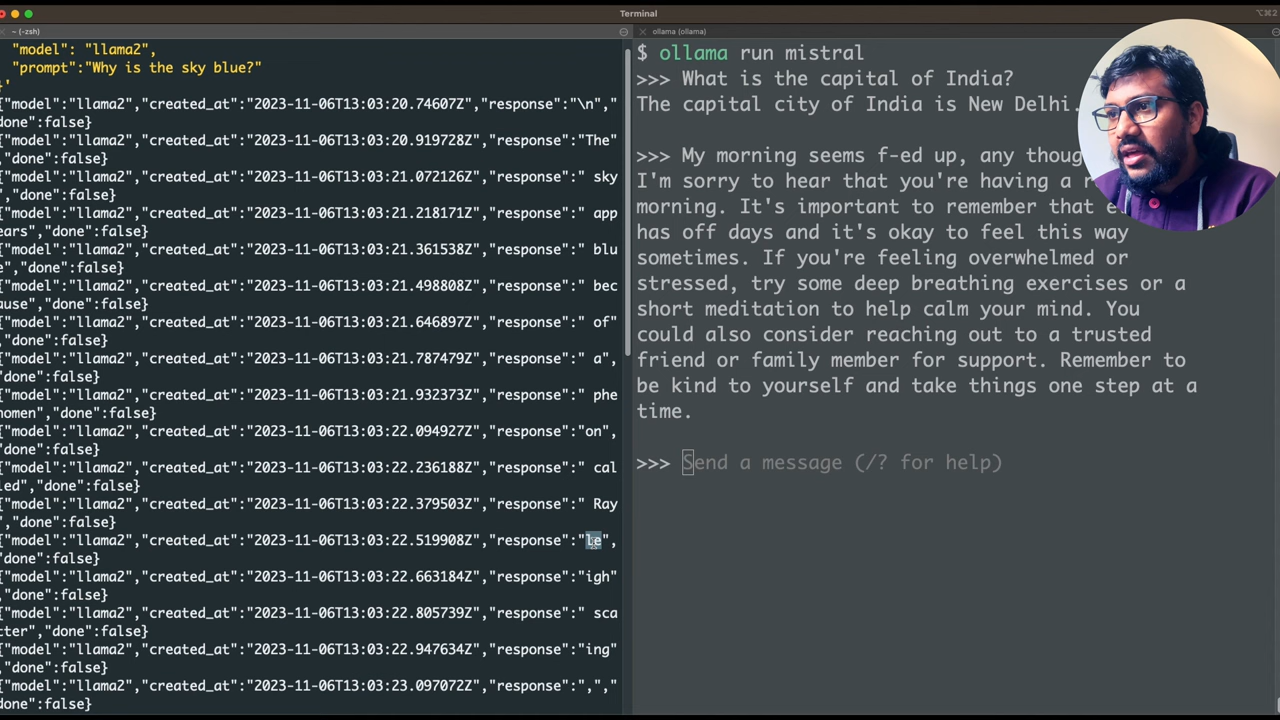 Terminal
⌥⌘2
~ (-zsh)
"model": "llama2",
"prompt":"Why is the sky blue?"
}'
{"model":"llama2","created_at":"2023-11-06T13:03:20.74607Z","response":"\n","
done":false}
{"model":"llama2","created_at":"2023-11-06T13:03:20.919728Z","response":"The"
,"done":false}
{"model":"llama2","created_at":"2023-11-06T13:03:21.072126Z","response":" sky
","done":false}
{"model":"llama2","created_at":"2023-11-06T13:03:21.218171Z","response":" app
ears","done":false}
{"model":"llama2","created_at":"2023-11-06T13:03:21.361538Z","response":" blu
e","done":false}
{"model":"llama2","created_at":"2023-11-06T13:03:21.498808Z","response":" bec
ause","done":false}
{"model":"llama2","created_at":"2023-11-06T13:03:21.646897Z","response":" of"
,"done":false}
{"model":"llama2","created_at":"2023-11-06T13:03:21.787479Z","response":" a",
"done":false}
{"model":"llama2","created_at":"2023-11-06T13:03:21.932373Z","response":" phe
nomen","done":false}
{"model":"llama2","created_at":"2023-11-06T13:03:22.094927Z","response":"on",
"done":false}
{"model":"llama2","created_at":"2023-11-06T13:03:22.236188Z","response":" cal
led","done":false}
{"model":"llama2","created_at":"2023-11-06T13:03:22.379503Z","response":" Ray
","done":false}
{"model":"llama2","created_at":"2023-11-06T13:03:22.519908Z","response":"le",
"done":false}
{"model":"llama2","created_at":"2023-11-06T13:03:22.663184Z","response":"igh"
,"done":false}
{"model":"llama2","created_at":"2023-11-06T13:03:22.805739Z","response":" sca
tter","done":false}
{"model":"llama2","created_at":"2023-11-06T13:03:22.947634Z","response":"ing"
,"done":false}
{"model":"llama2","created_at":"2023-11-06T13:03:23.097072Z","response":",","
done":false}
ollama (ollama)
$ ollama run mistral
>>> What is the capital of India?
The capital city of India is New Delhi.
>>> My morning seems f-ed up, any
I'm sorry to hear that you're having a
morning. It's important to remember that
has off days and it's okay to feel this way
sometimes. If you're feeling overwhelmed or
stressed, try some deep breathing exercises or a
short meditation to help calm your mind. You
could also consider reaching out to a trusted
friend or family member for support. Remember to
be kind to yourself and take things one step at a
time.
>>> Send a message (/? for help)